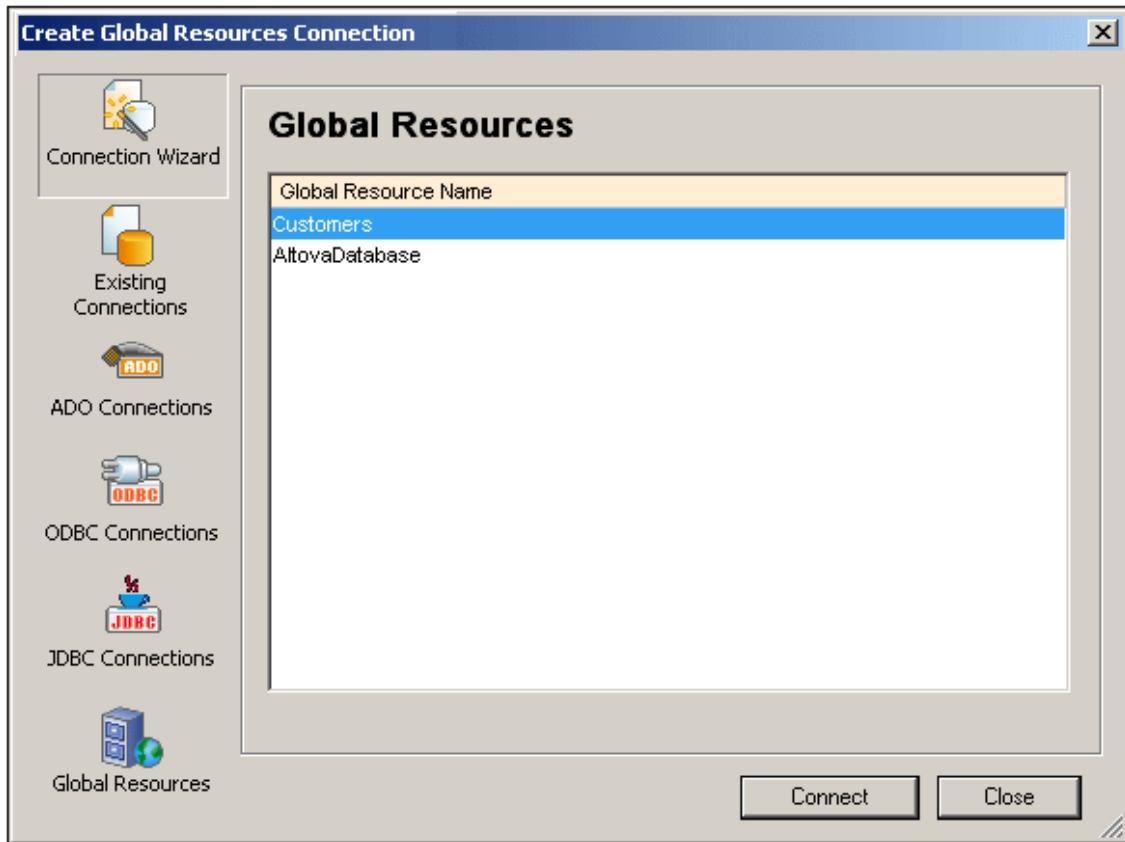 Create Global Resources Connection
Connection Wizard
Existing
Connections
ADO
ADO Connections
ODBC
ODBC Connections
JDBC
JDBC Connections
Global Resources
Global Resources
Global Resource Name
Customers
AltovaDatabase
Connect
Close